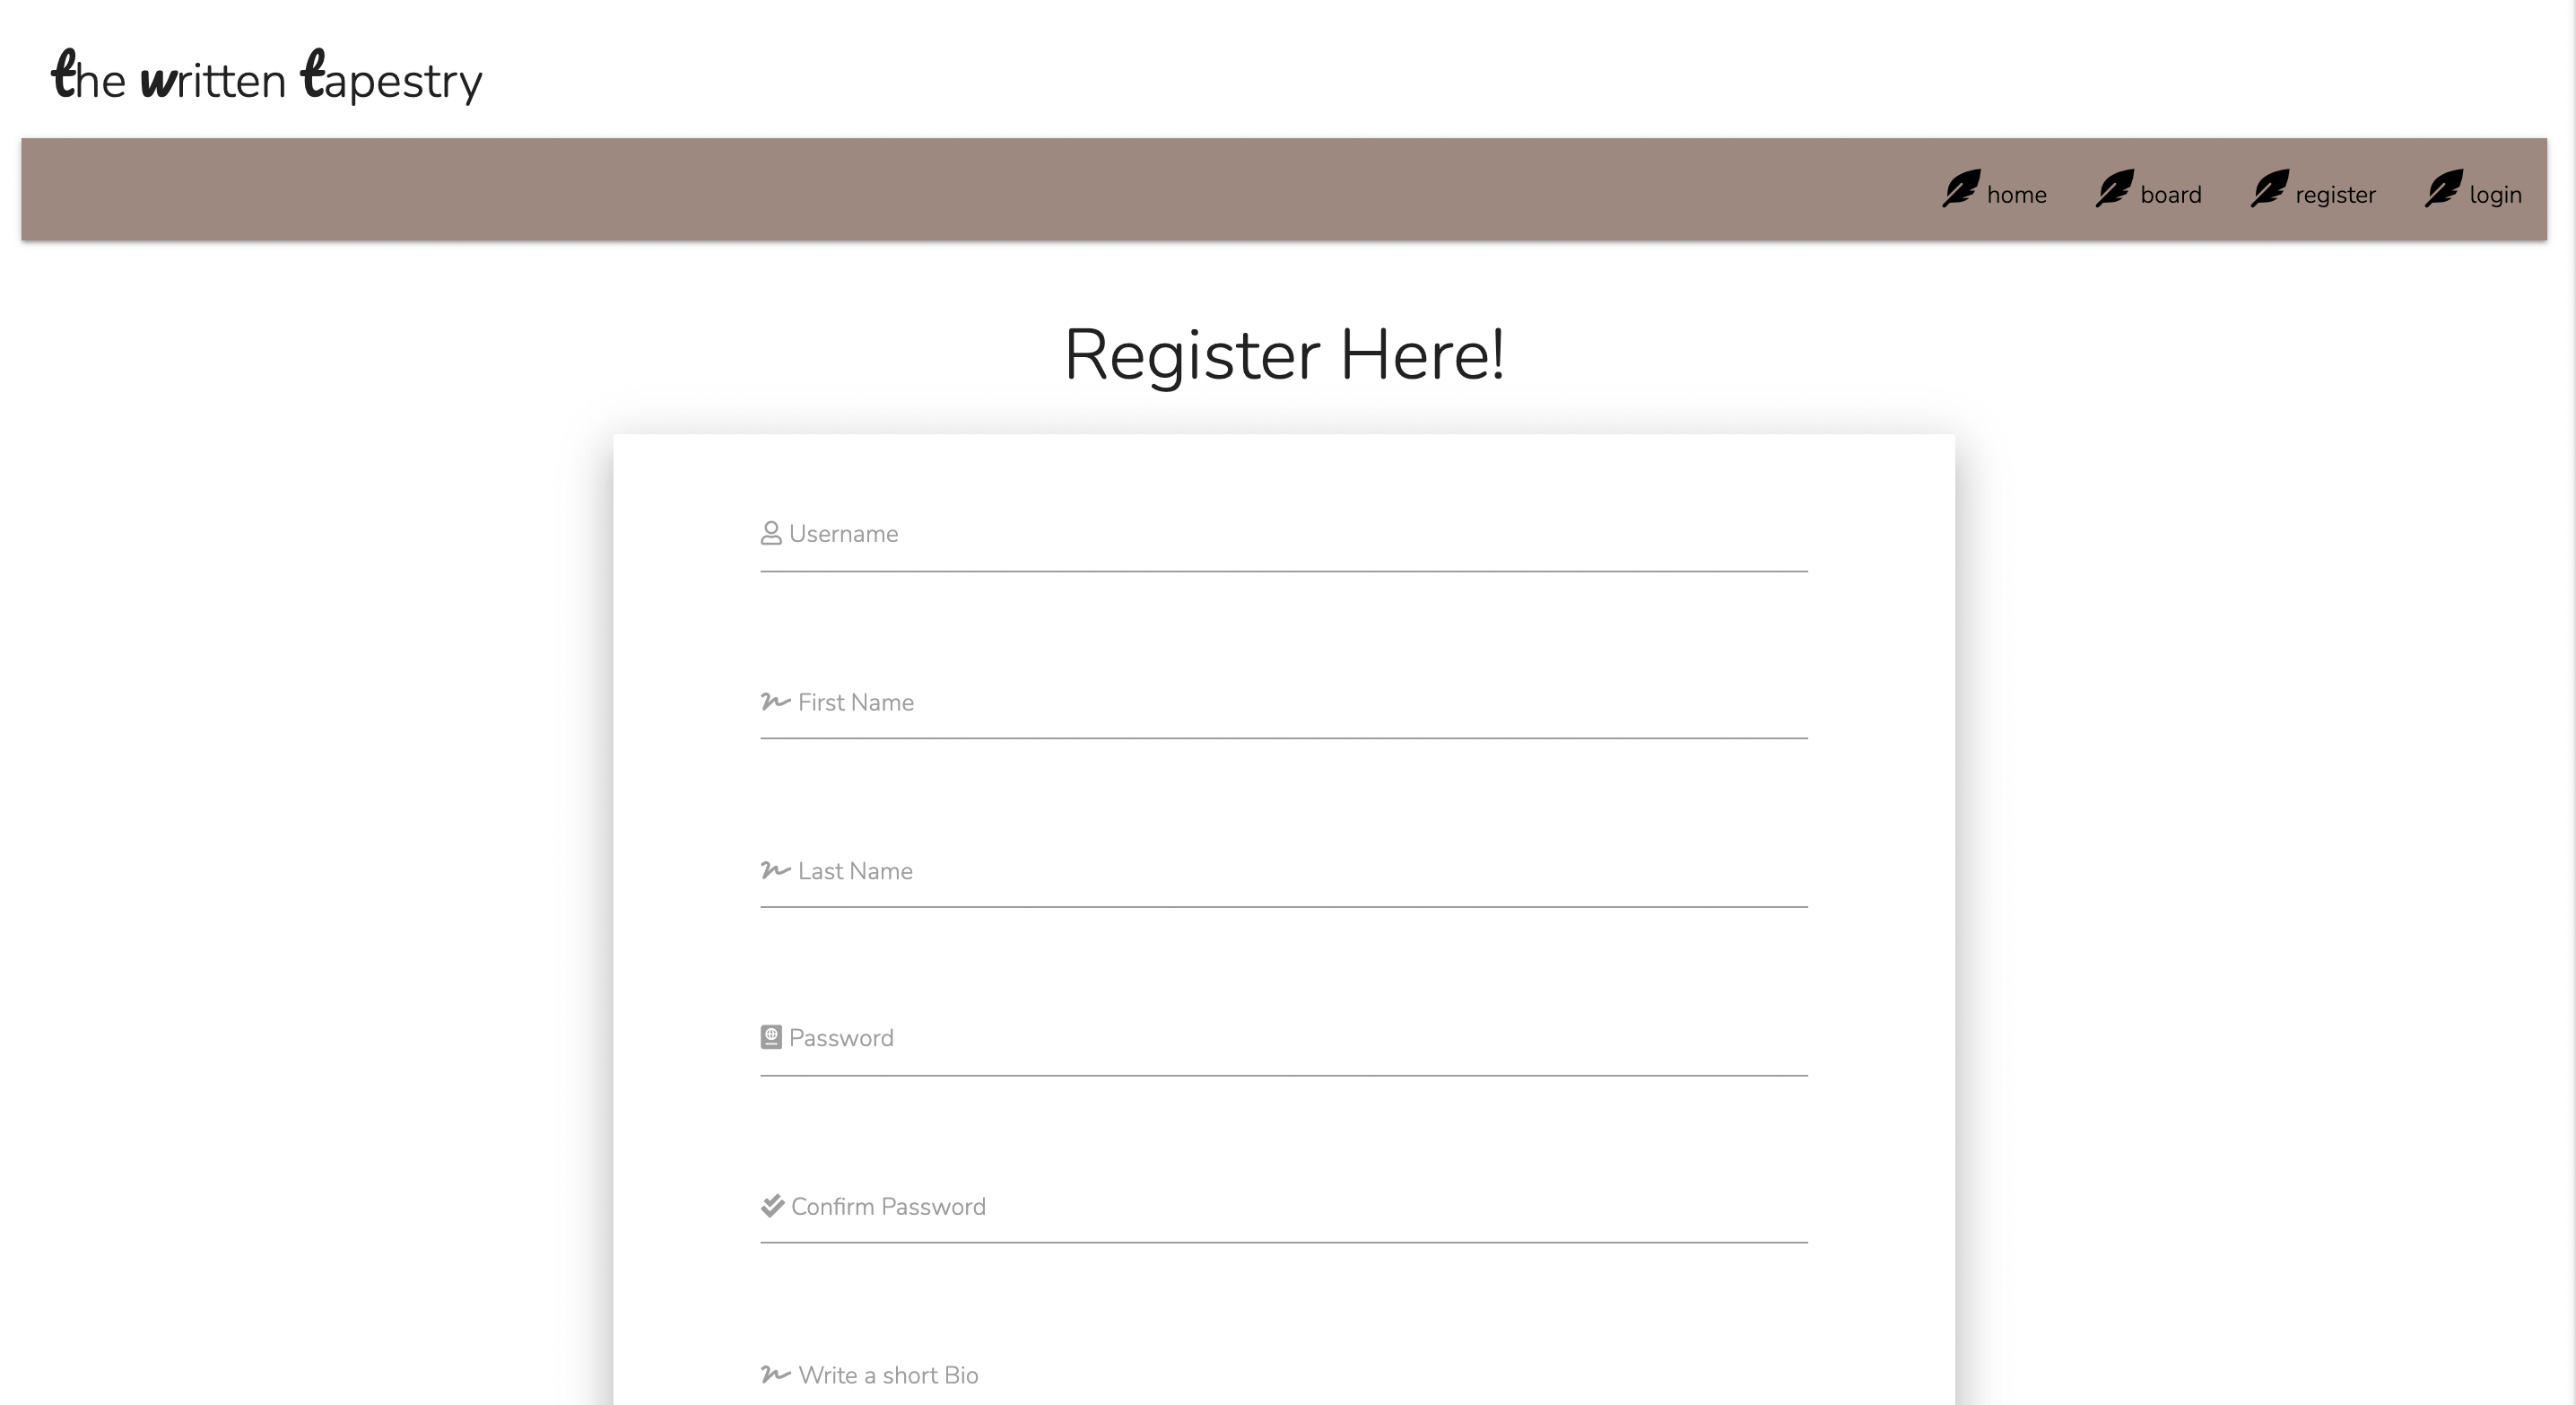 the written tapestry
home board register login
Register Here!
Username
First Name
Last Name
Password
Confirm Password
Write a short Bio